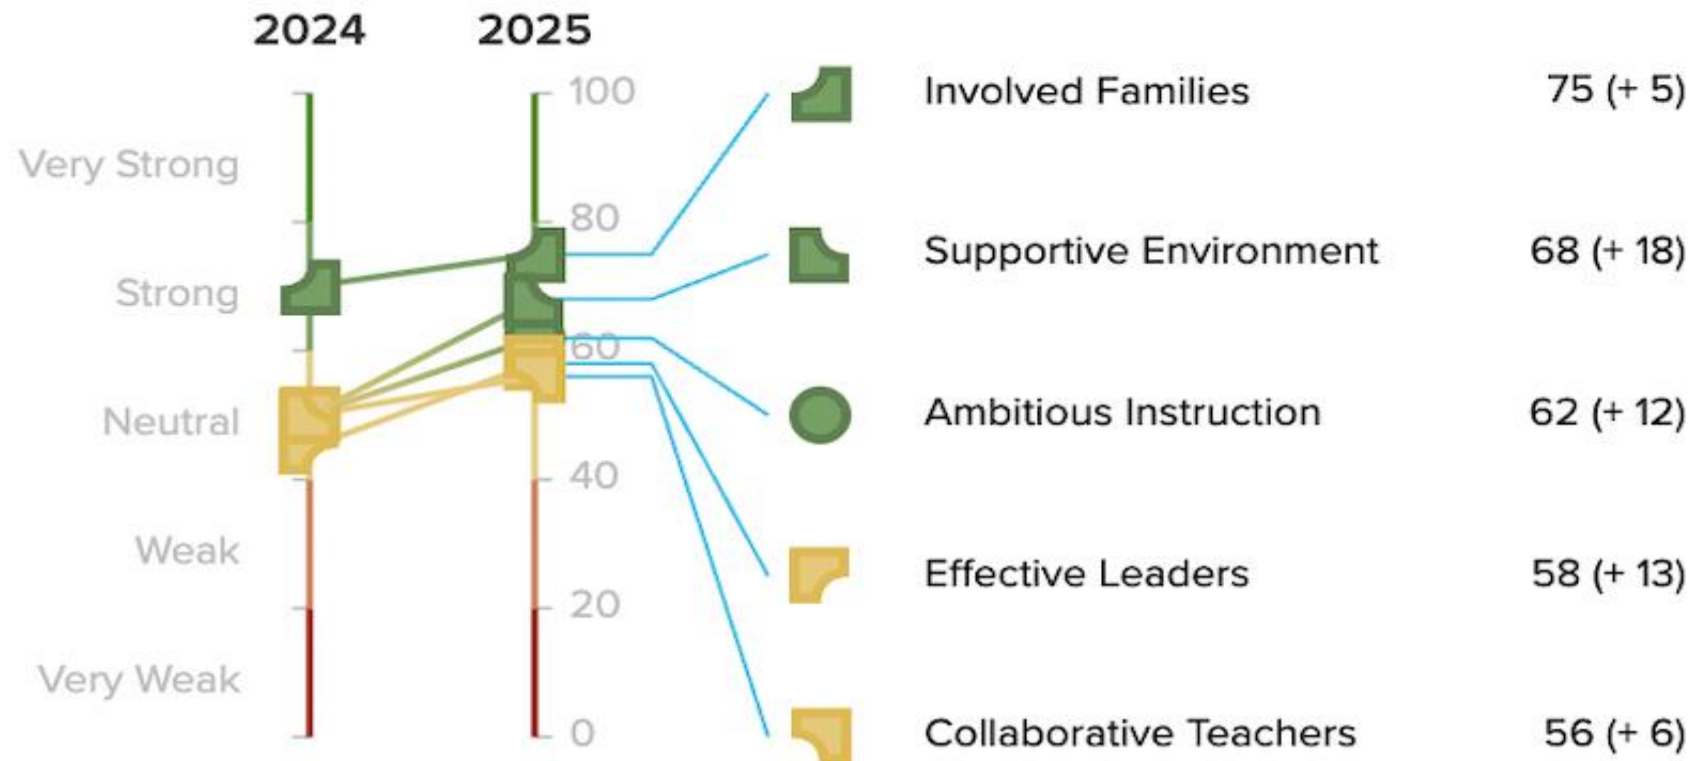 2024 2025
100
Involved Families 75 (+ 5)
Very Strong
80
Supportive Environment 68 (+ 18)
Strong
60
Ambitious Instruction 62 (+ 12)
Neutral
40
Weak
Effective Leaders 58 (+ 13)
20
Very Weak
0
Collaborative Teachers 56 (+ 6)